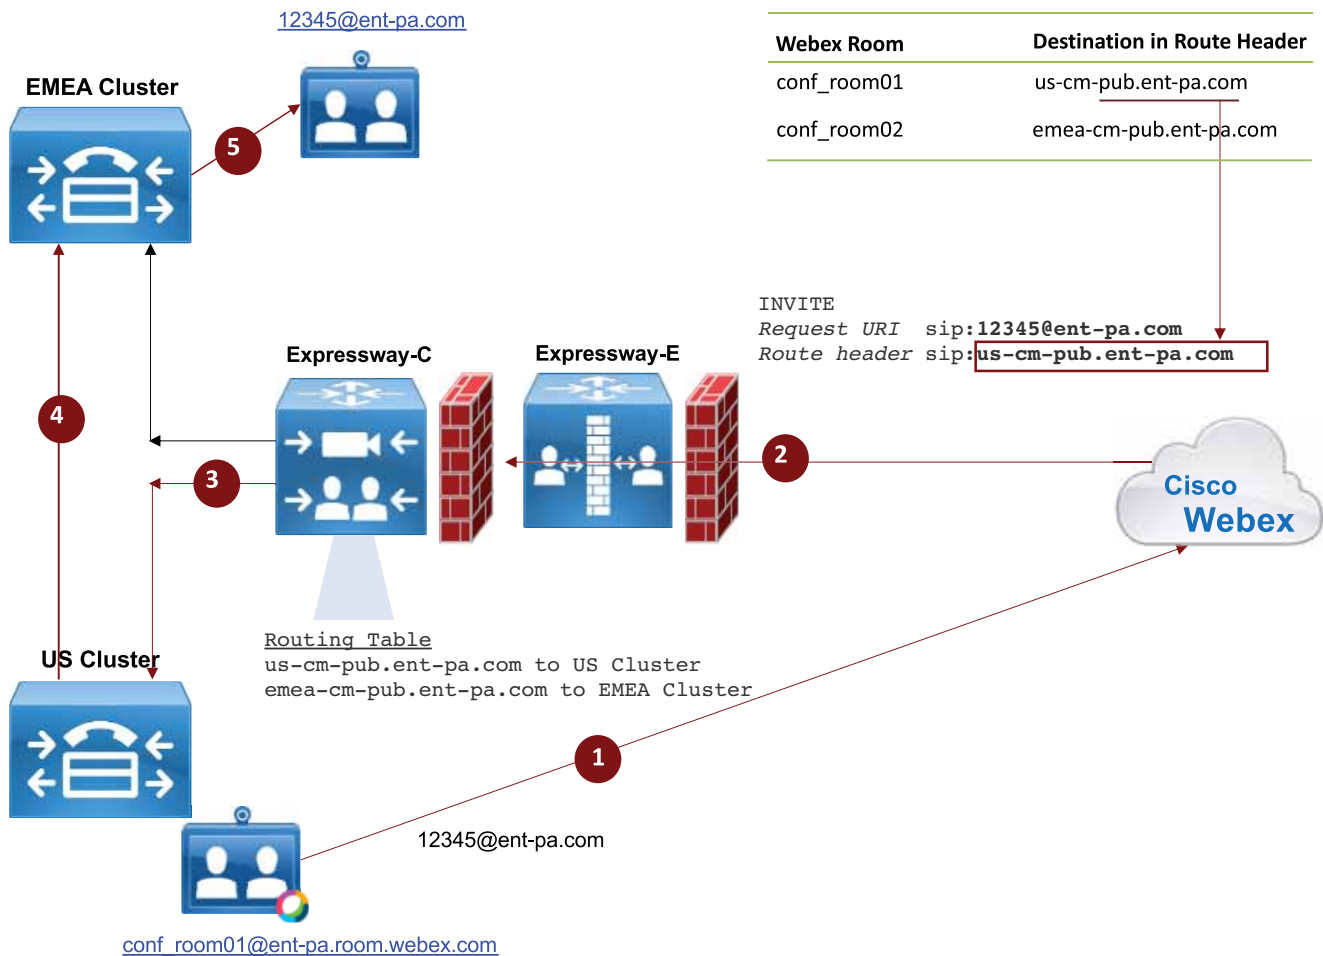 12345@ent-pa.com
EMEA Cluster
5
Webex Room Destination in Route Header
conf_room01 us-cm-pub.ent-pa.com
conf_room02 emea-cm-pub.ent-pa.com
INVITE
Request URI sip:12345@ent-pa.com
Route header sip:us-cm-pub.ent-pa.com
Expressway-C
Expressway-E
4
3
2
Cisco
Webex
Routing Table
us-cm-pub.ent-pa.com to US Cluster
emea-cm-pub.ent-pa.com to EMEA Cluster
US Cluster
1
12345@ent-pa.com
conf_room01@ent-pa.room.webex.com